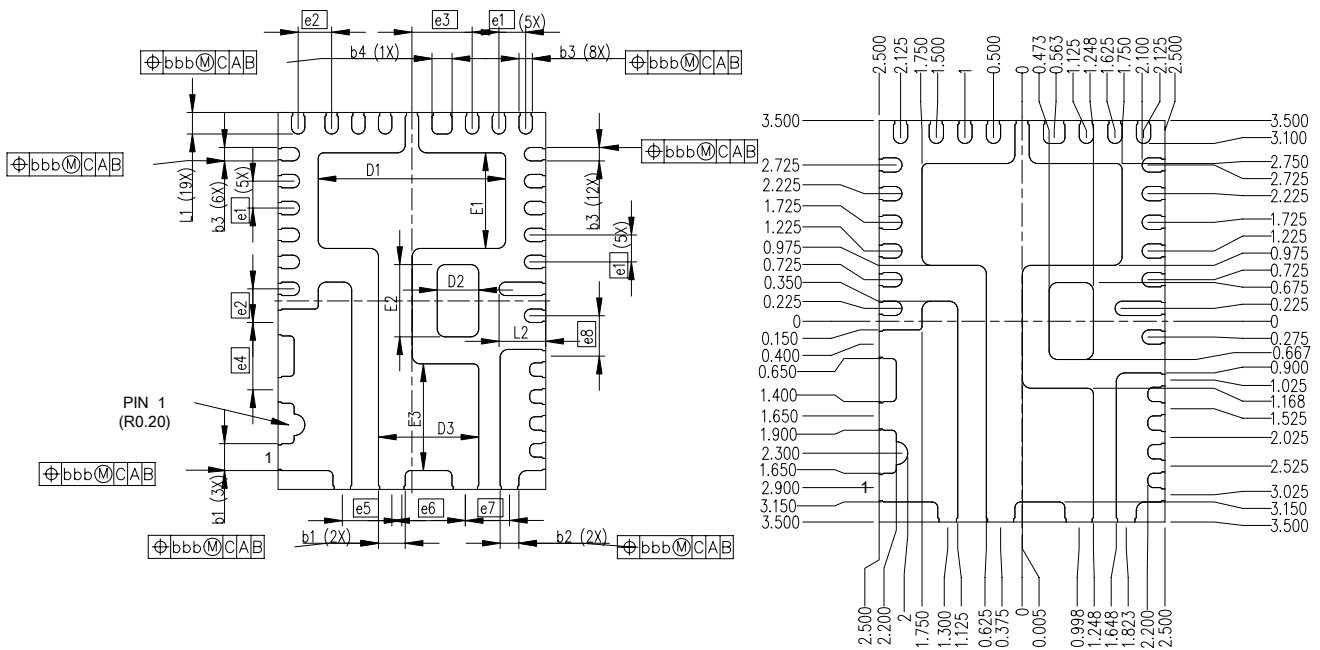 e2
e3
e1 (5X)
b4 (1X)
b3 (8X)
⌖bbbⓂCAB
⌖bbbⓂCAB
⌖bbbⓂCAB
⌖bbbⓂCAB
L1 (19X)
b3 (6X)
e1 (5X)
D1
E1
b3 (12X)
e1 (5X)
e2
E2
D2
L2
e8
e4
PIN 1
(R0.20)
E3
D3
1
⌖bbbⓂCAB
b1 (3X)
e5
e6
e7
b1 (2X)
b2 (2X)
⌖bbbⓂCAB
⌖bbbⓂCAB
2.500
2.125
1.750
1.500
1
0.500
0
0.473
0.563
1.125
1.248
1.625
1.750
2.100
2.125
2.500
3.500
2.725
2.225
1.725
1.225
0.975
0.725
0.350
0.225
0
0.150
0.400
0.650
1.400
1.650
1.900
2.300
1.650
2.900
3.150
3.500
1
3.500
3.100
2.750
2.725
2.225
1.725
1.225
0.975
0.725
0.675
0.225
0
0.275
0.667
0.900
1.025
1.168
1.525
2.025
2.525
3.025
3.150
3.500
2.500
2.200
2
1.750
1.300
1.125
0.625
0.375
0
0.005
0.998
1.248
1.648
1.823
2.200
2.500